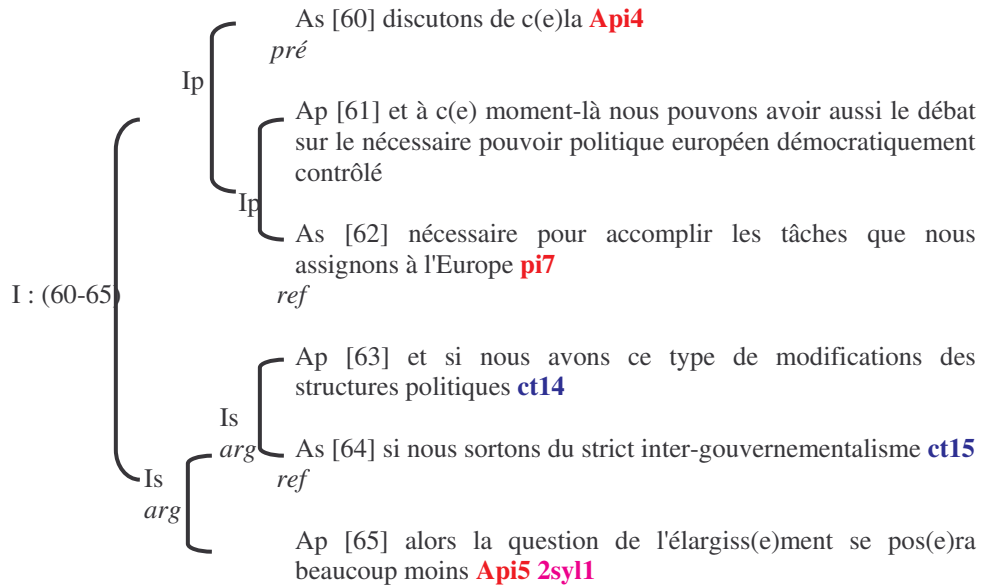 As [60] discutons de c(e)la Api4
pré
Ip
Ap [61] et à c(e) moment-là nous pouvons avoir aussi le débat
sur le nécessaire pouvoir politique européen démocratiquement
contrôlé
Ip
As [62] nécessaire pour accomplir les tâches que nous
assignons à l'Europe pi7
ref
I : (60-65)
Ap [63] et si nous avons ce type de modifications des
structures politiques ct14
Is
arg
As [64] si nous sortons du strict inter-gouvernementalisme ct15
ref
Is
arg
Ap [65] alors la question de l'élargiss(e)ment se pos(e)ra
beaucoup moins Api5 2syl1